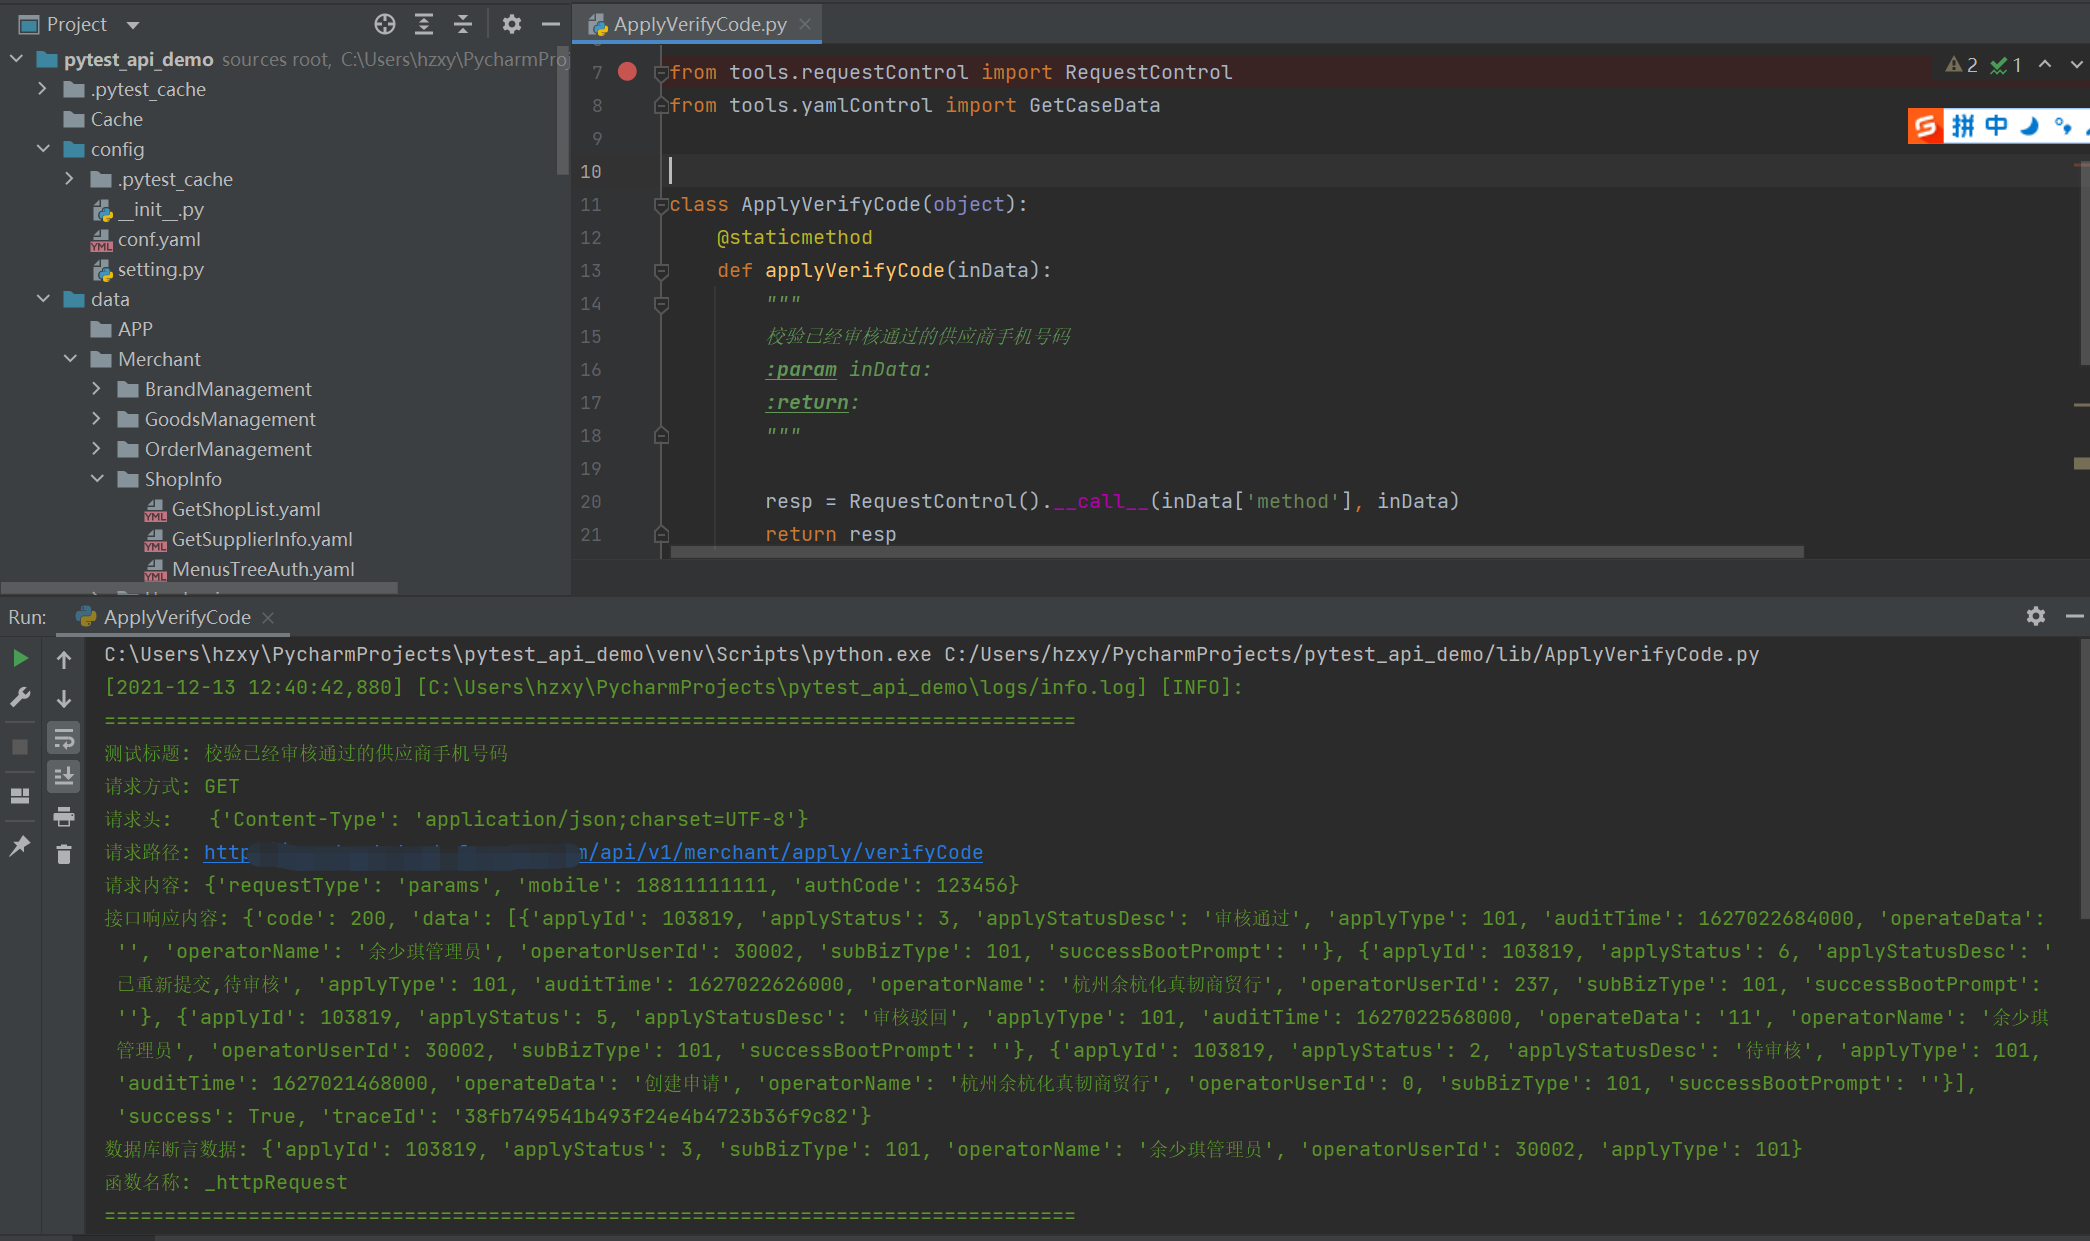 Project
pytest_api_demo sources root, C:\Users\hzxy\PycharmPro
.pytest_cache
Cache
config
.pytest_cache
__init__.py
conf.yaml
setting.py
data
APP
Merchant
BrandManagement
GoodsManagement
OrderManagement
ShopInfo
GetShopList.yaml
GetSupplierInfo.yaml
MenusTreeAuth.yaml
ApplyVerifyCode.py
2 1
拼中
7 from tools.requestControl import RequestControl
8 from tools.yamlControl import GetCaseData
9
10
11 class ApplyVerifyCode(object):
12 @staticmethod
13 def applyVerifyCode(inData):
14 """
15 校验已经审核通过的供应商手机号码
16 :param inData:
17 :return:
18 """
19
20 resp = RequestControl().__call__(inData['method'], inData)
21 return resp
Run: ApplyVerifyCode
C:\Users\hzxy\PycharmProjects\pytest_api_demo\venv\Scripts\python.exe C:/Users/hzxy/PycharmProjects/pytest_api_demo/lib/ApplyVerifyCode.py
[2021-12-13 12:40:42,880] [C:\Users\hzxy\PycharmProjects\pytest_api_demo\logs/info.log] [INFO]:
=================================================================================
测试标题: 校验已经审核通过的供应商手机号码
请求方式: GET
请求头: {'Content-Type': 'application/json;charset=UTF-8'}
请求路径: http m/api/v1/merchant/apply/verifyCode
请求内容: {'requestType': 'params', 'mobile': 18811111111, 'authCode': 123456}
接口响应内容: {'code': 200, 'data': [{'applyId': 103819, 'applyStatus': 3, 'applyStatusDesc': '审核通过', 'applyType': 101, 'auditTime': 1627022684000, 'operateData':
'', 'operatorName': '余少琪管理员', 'operatorUserId': 30002, 'subBizType': 101, 'successBootPrompt': ''}, {'applyId': 103819, 'applyStatus': 6, 'applyStatusDesc': '
已重新提交,待审核', 'applyType': 101, 'auditTime': 1627022626000, 'operatorName': '杭州余杭化真韧商贸行', 'operatorUserId': 237, 'subBizType': 101, 'successBootPrompt':
''}, {'applyId': 103819, 'applyStatus': 5, 'applyStatusDesc': '审核驳回', 'applyType': 101, 'auditTime': 1627022568000, 'operateData': '11', 'operatorName': '余少琪
管理员', 'operatorUserId': 30002, 'subBizType': 101, 'successBootPrompt': ''}, {'applyId': 103819, 'applyStatus': 2, 'applyStatusDesc': '待审核', 'applyType': 101,
'auditTime': 1627021468000, 'operateData': '创建申请', 'operatorName': '杭州余杭化真韧商贸行', 'operatorUserId': 0, 'subBizType': 101, 'successBootPrompt': ''}],
'success': True, 'traceId': '38fb749541b493f24e4b4723b36f9c82'}
数据库断言数据: {'applyId': 103819, 'applyStatus': 3, 'subBizType': 101, 'operatorName': '余少琪管理员', 'operatorUserId': 30002, 'applyType': 101}
函数名称: _httpRequest
=================================================================================